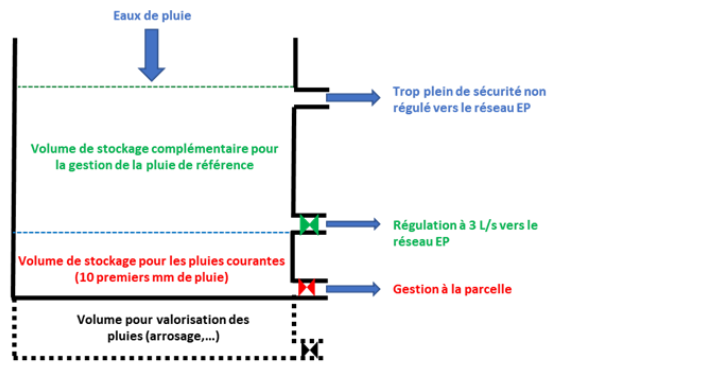 Eaux de pluie
Trop plein de sécurité non
régulé vers le réseau EP
Volume de stockage complémentaire pour
la gestion de la pluie de référence
Régulation à 3 L/s vers le
réseau EP
Volume de stockage pour les pluies courantes
(10 premiers mm de pluie)
Gestion à la parcelle
Volume pour valorisation des
pluies (arrosage,...)